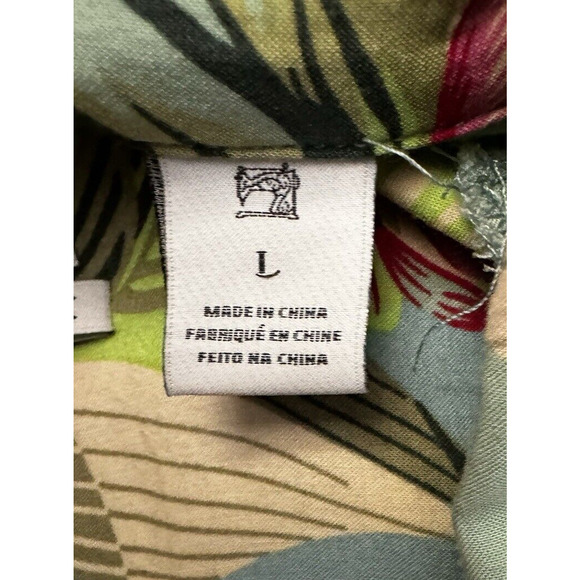 L
MADE IN CHINA
FABRIQUÉ EN CHINE
FEITO NA CHINA